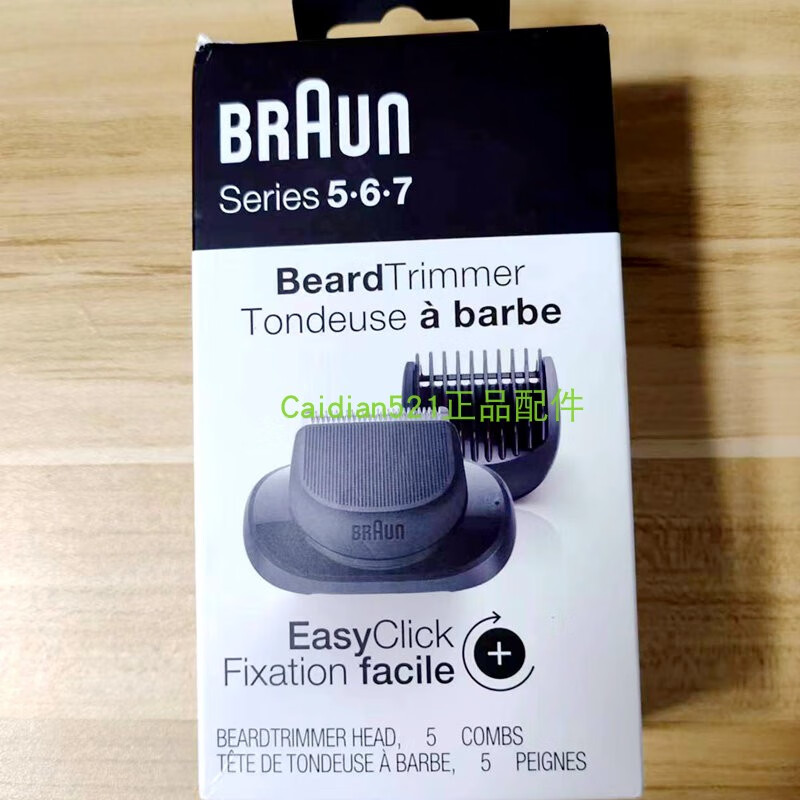 BRAUN
Series 5·6·7
BeardTrimmer
Tondeuse à barbe
Caidian521正品配件
BRAUN
EasyClick
Fixation facile
+
BEARDTRIMMER HEAD, 5 COMBS
TÊTE DE TONDEUSE À BARBE, 5 PEIGNES